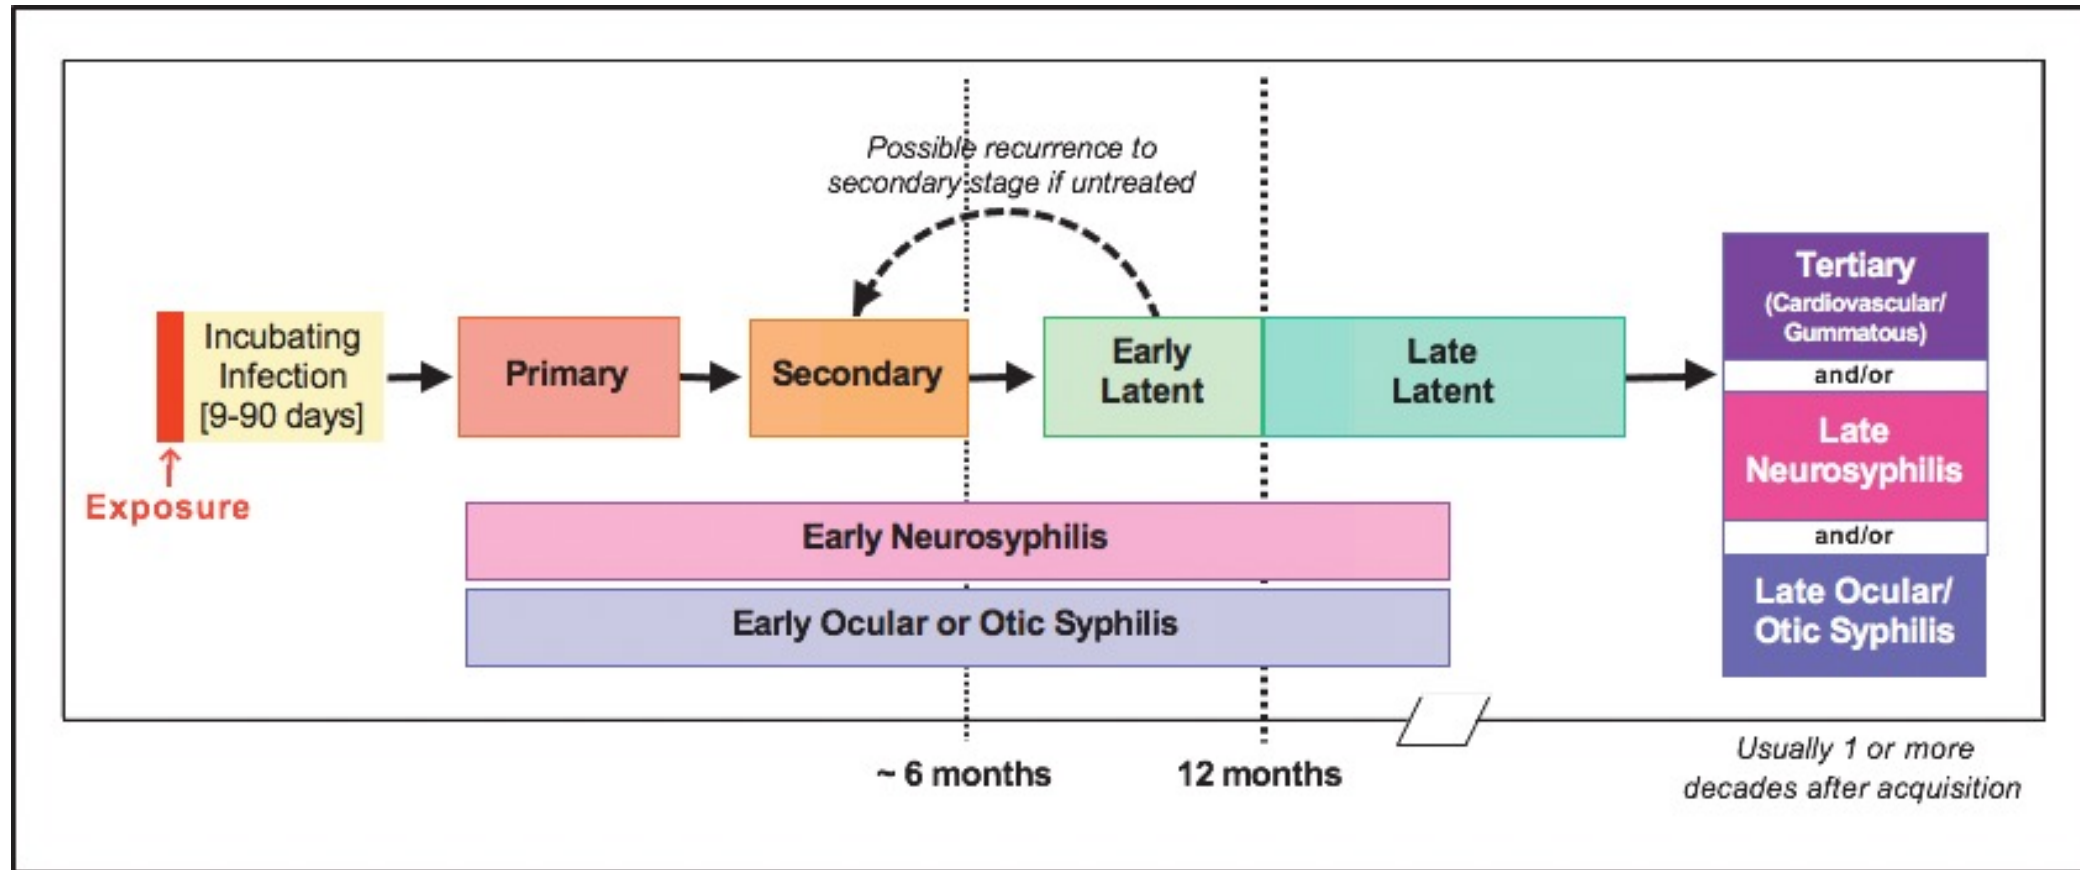 Possible recurrence to
secondary stage if untreated
Incubating
Infection
[9-90 days]
Exposure
Primary
Secondary
Early
Latent
Late
Latent
Tertiary
(Cardiovascular/
Gummatous)
and/or
Late
Neurosyphilis
and/or
Late Ocular/
Otic Syphilis
Early Neurosyphilis
Early Ocular or Otic Syphilis
~ 6 months
12 months
Usually 1 or more
decades after acquisition